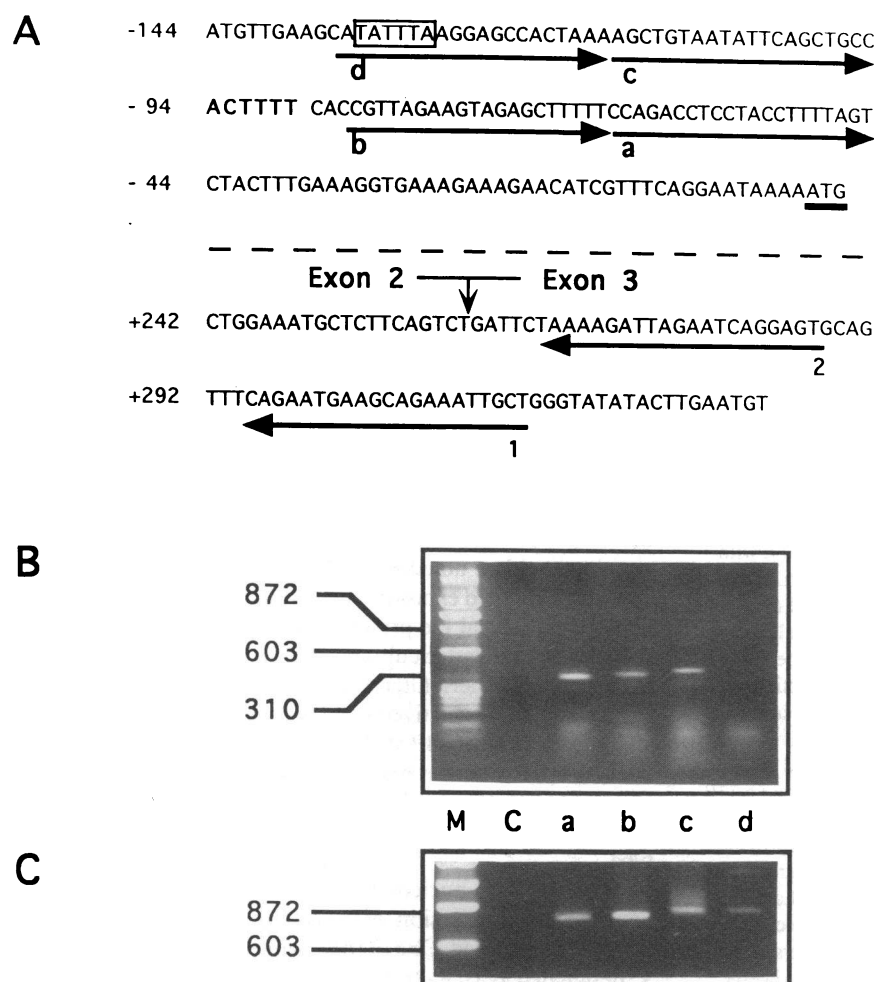 A
-144 ATGTTGAAGCATATTTAAGGAGCCACTAAAAGCTGTAATATTCAGCTGCC
d c
- 94 ACTTTT CACCGTTAGAAGTAGAGCTTTTTCCAGACCTCCTACCTTTTAGT
b a
- 44 CTACTTTGAAAGGTGAAAGAAAGAACATCGTTTCAGGAATAAAAATG
Exon 2 Exon 3
+242 CTGGAAATGCTCTTCAGTCTGATTCTAAAAGATTAGAATCAGGAGTGCAG
2
+292 TTTCAGAATGAAGCAGAAATTGCTGGGTATATACTTGAATGT
1
B
872
603
310
M C a b c d
C
872
603